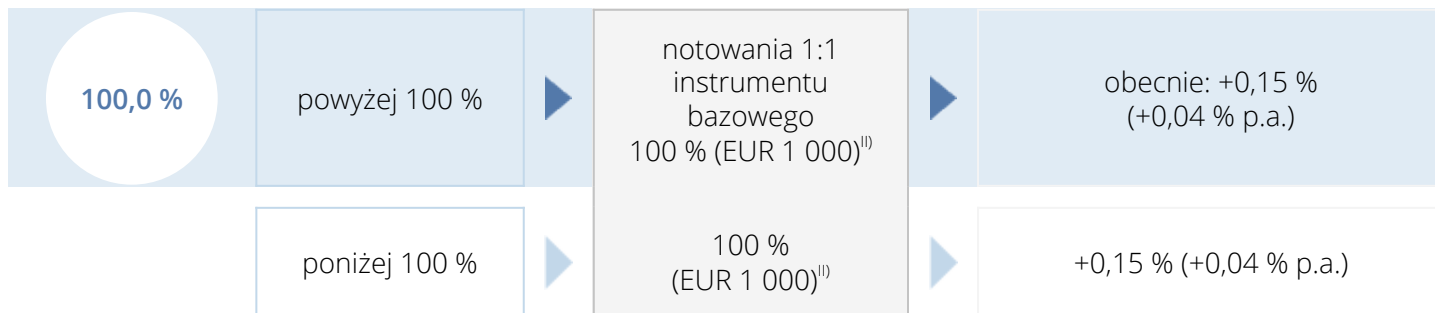 100,0 %
powyżej 100 %
notowania 1:1
instrumentu
bazowego
100 % (EUR 1 000)II)
obecnie: +0,15 %
(+0,04 % p.a.)
poniżej 100 %
100 %
(EUR 1 000)II)
+0,15 % (+0,04 % p.a.)